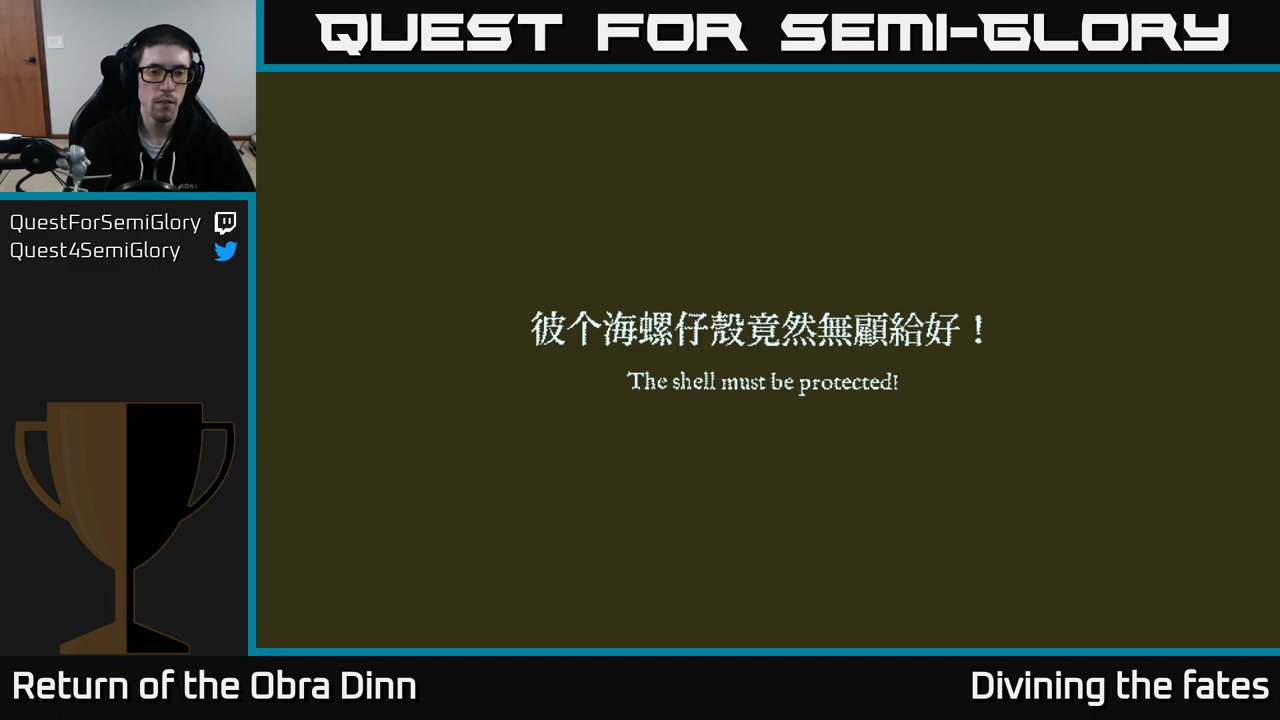 QUEST FOR SEMI-GLORY
QuestForSemiGlory
Quest4SemiGlory
彼个海螺仔殼竟然無顧給好！
The shell must be protected!
Return of the Obra Dinn
Divining the fates